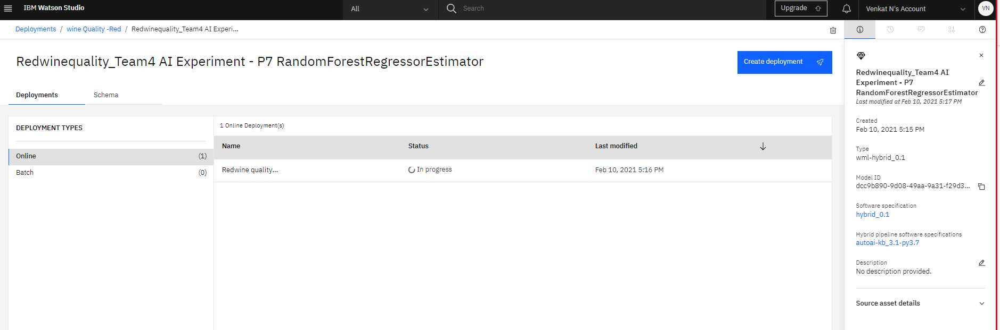 IBM Watson Studio
All
Search
Upgrade
Venkat N's Account
VN
Deployments / wine Quality -Red / Redwinequality_Team4 AI Experi...
Redwinequality_Team4 AI Experiment - P7 RandomForestRegressorEstimator
Create deployment
Deployments
Schema
DEPLOYMENT TYPES
Online (1)
Batch (0)
1 Online Deployment(s)
Name Status Last modified
Redwine quality... In progress Feb 10, 2021 5:16 PM
Redwinequality_Team4 AI
Experiment - P7
RandomForestRegressorEstimator
Last modified at Feb 10, 2021 5:17 PM
Created
Feb 10, 2021 5:15 PM
Type
wml-hybrid_0.1
Model ID
dcc9b890-9d08-49aa-9a31-f29d3...
Software specification
hybrid_0.1
Hybrid pipeline software specifications
autoai-kb_3.1-py3.7
Description
No description provided.
Source asset details